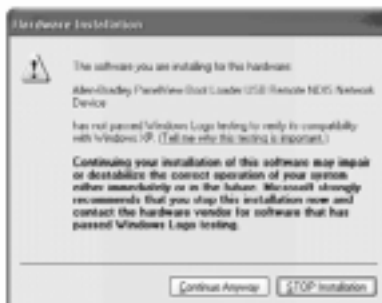 Hardware Installation
The software you are installing for this hardware:
Allen-Bradley PanelView Boot Loader USB Remote NDIS Network
Device
has not passed Windows Logo testing to verify its compatibility
with Windows XP. (Tell me why this testing is important.)
Continuing your installation of this software may impair
or destabilize the correct operation of your system
either immediately or in the future. Microsoft strongly
recommends that you stop this installation now and
contact the hardware vendor for software that has
passed Windows Logo testing.
Continue Anyway
STOP Installation